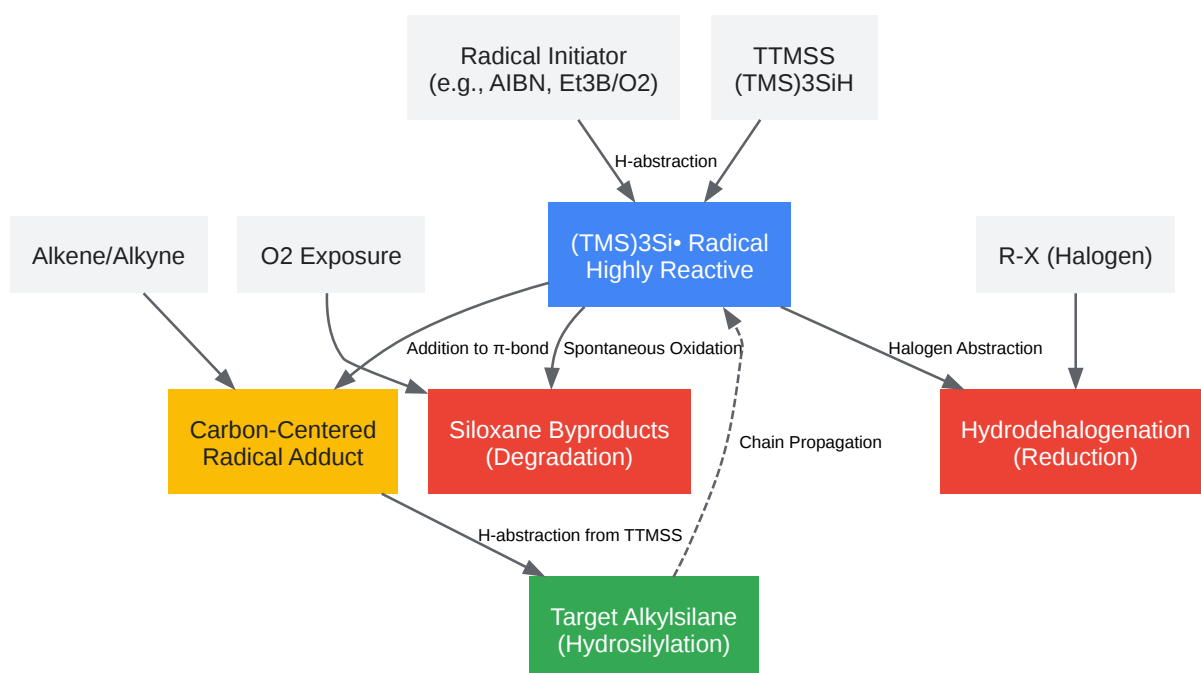 Radical Initiator
(e.g., AIBN, Et3B/O2)
TTMSS
(TMS)3SiH
H-abstraction
Alkene/Alkyne
O2 Exposure
(TMS)3Si• Radical
Highly Reactive
R-X (Halogen)
Addition to π-bond
Spontaneous Oxidation
Halogen Abstraction
Carbon-Centered
Radical Adduct
Siloxane Byproducts
(Degradation)
Chain Propagation
Hydrodehalogenation
(Reduction)
H-abstraction from TTMSS
Target Alkylsilane
(Hydrosilylation)